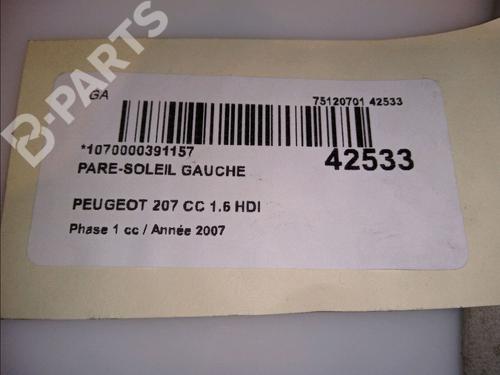 GA
75120701 42533
*1070000391157
42533
PARE-SOLEIL GAUCHE
PEUGEOT 207 CC 1.6 HDI
Phase 1 cc / Année 2007
B-PARTS